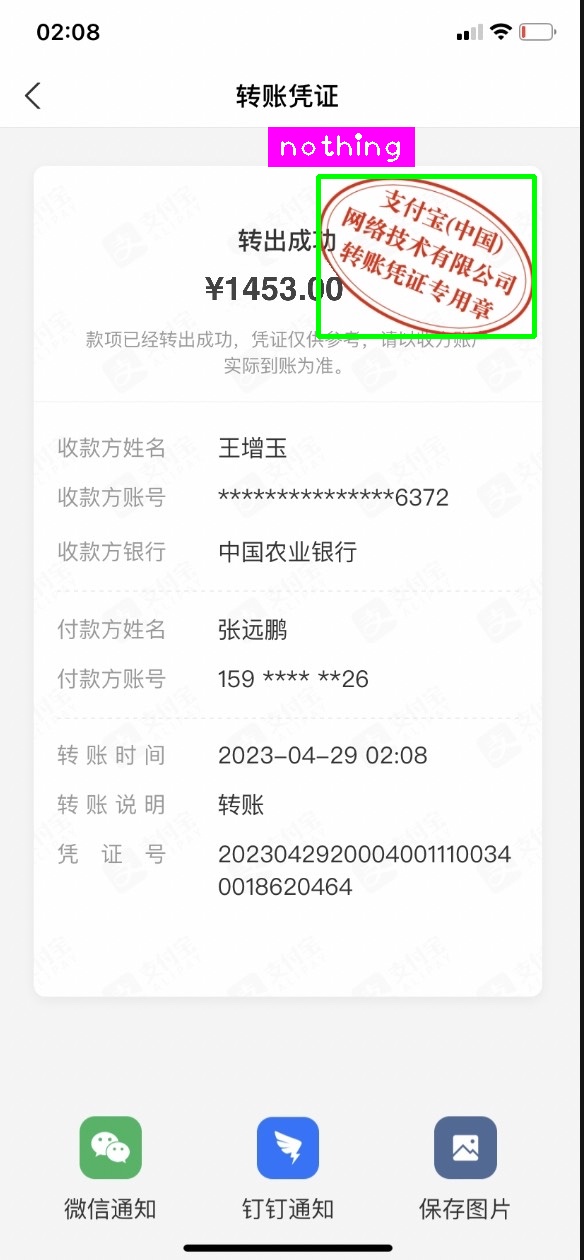 02:08
转账凭证
nothing
支付宝(中国)
网络技术有限公司
转账凭证专用章
转出成功
¥1453.00
款项已经转出成功，凭证仅供参考，请以收方账户
实际到账为准。
收款方姓名 王增玉
收款方账号 ***************6372
收款方银行 中国农业银行
付款方姓名 张远鹏
付款方账号 159 **** **26
转账时间 2023-04-29 02:08
转账说明 转账
凭证号 2023042920004001110034
0018620464
微信通知 钉钉通知 保存图片